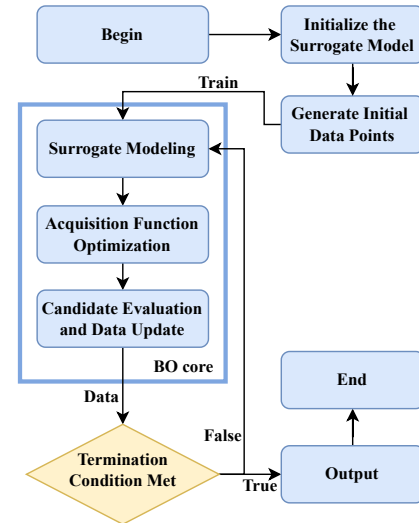 Begin
Initialize the
Surrogate Model
Train
Generate Initial
Data Points
Surrogate Modeling
Acquisition Function
Optimization
Candidate Evaluation
and Data Update
BO core
Data
End
False
Termination
Condition Met
True
Output